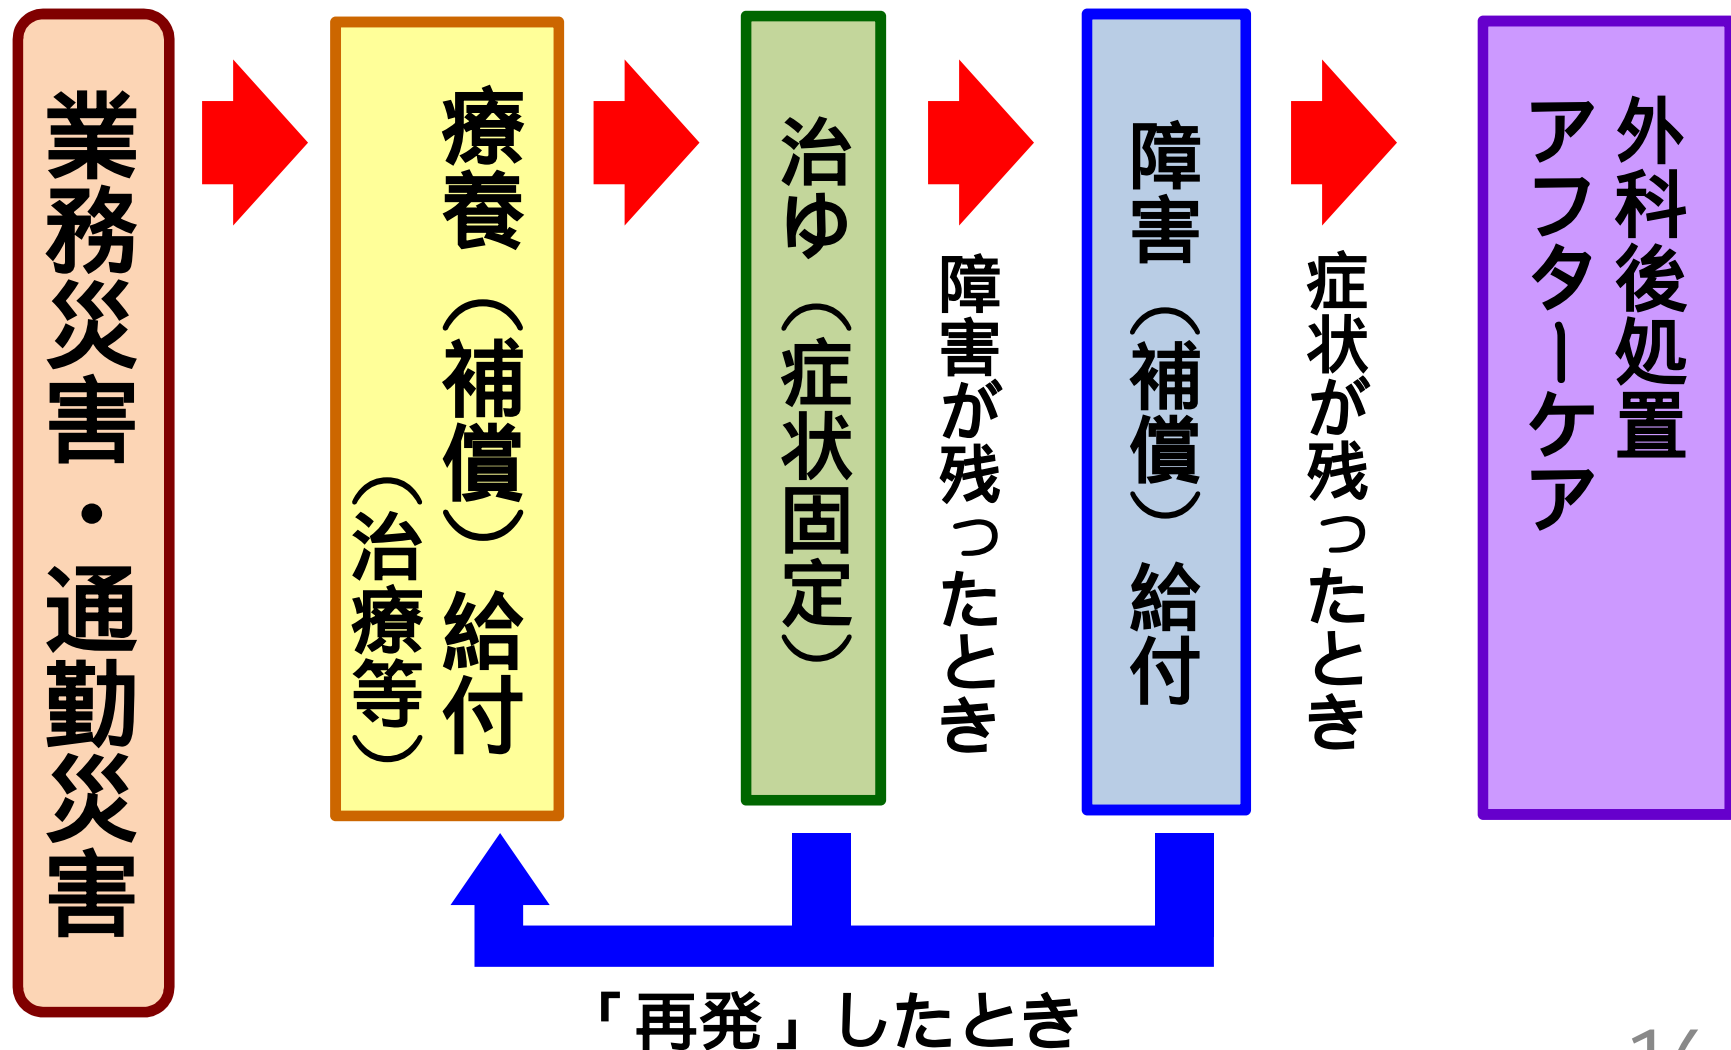 業務災害・通勤災害
療養（補償）給付
（治療等）
治ゆ（症状固定）
障害が残ったとき
障害（補償）給付
症状が残ったとき
外科後処置
アフターケア
「再発」したとき